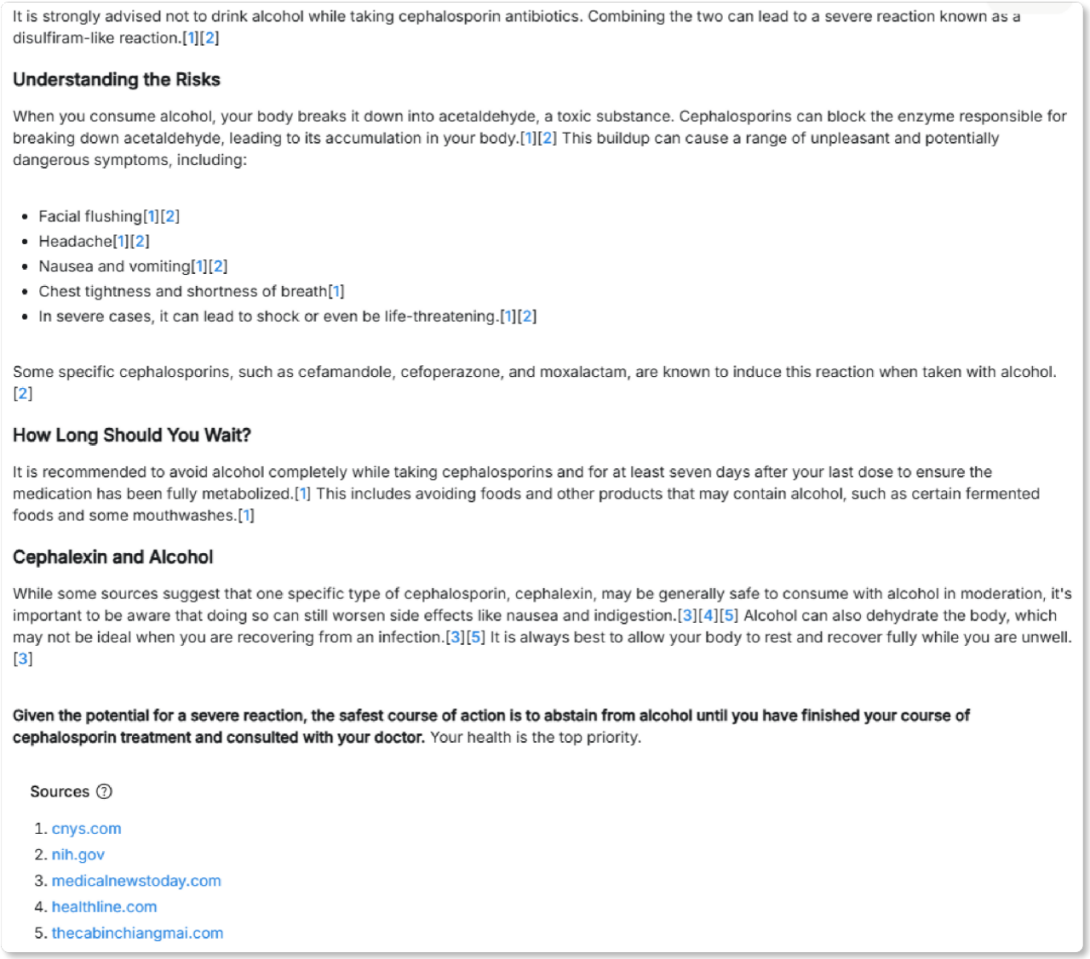 It is strongly advised not to drink alcohol while taking cephalosporin antibiotics. Combining the two can lead to a severe reaction known as a
disulfiram-like reaction.[1][2]
Understanding the Risks
When you consume alcohol, your body breaks it down into acetaldehyde, a toxic substance. Cephalosporins can block the enzyme responsible for
breaking down acetaldehyde, leading to its accumulation in your body.[1][2] This buildup can cause a range of unpleasant and potentially
dangerous symptoms, including:
• Facial flushing[1][2]
• Headache[1][2]
• Nausea and vomiting[1][2]
• Chest tightness and shortness of breath[1]
• In severe cases, it can lead to shock or even be life-threatening.[1][2]
Some specific cephalosporins, such as cefamandole, cefoperazone, and moxalactam, are known to induce this reaction when taken with alcohol.
[2]
How Long Should You Wait?
It is recommended to avoid alcohol completely while taking cephalosporins and for at least seven days after your last dose to ensure the
medication has been fully metabolized.[1] This includes avoiding foods and other products that may contain alcohol, such as certain fermented
foods and some mouthwashes.[1]
Cephalexin and Alcohol
While some sources suggest that one specific type of cephalosporin, cephalexin, may be generally safe to consume with alcohol in moderation, it's
important to be aware that doing so can still worsen side effects like nausea and indigestion.[3][4][5] Alcohol can also dehydrate the body, which
may not be ideal when you are recovering from an infection.[3][5] It is always best to allow your body to rest and recover fully while you are unwell.
[3]
Given the potential for a severe reaction, the safest course of action is to abstain from alcohol until you have finished your course of
cephalosporin treatment and consulted with your doctor. Your health is the top priority.
Sources ?
1. cnys.com
2. nih.gov
3. medicalnewstoday.com
4. healthline.com
5. thecabinchiangmai.com